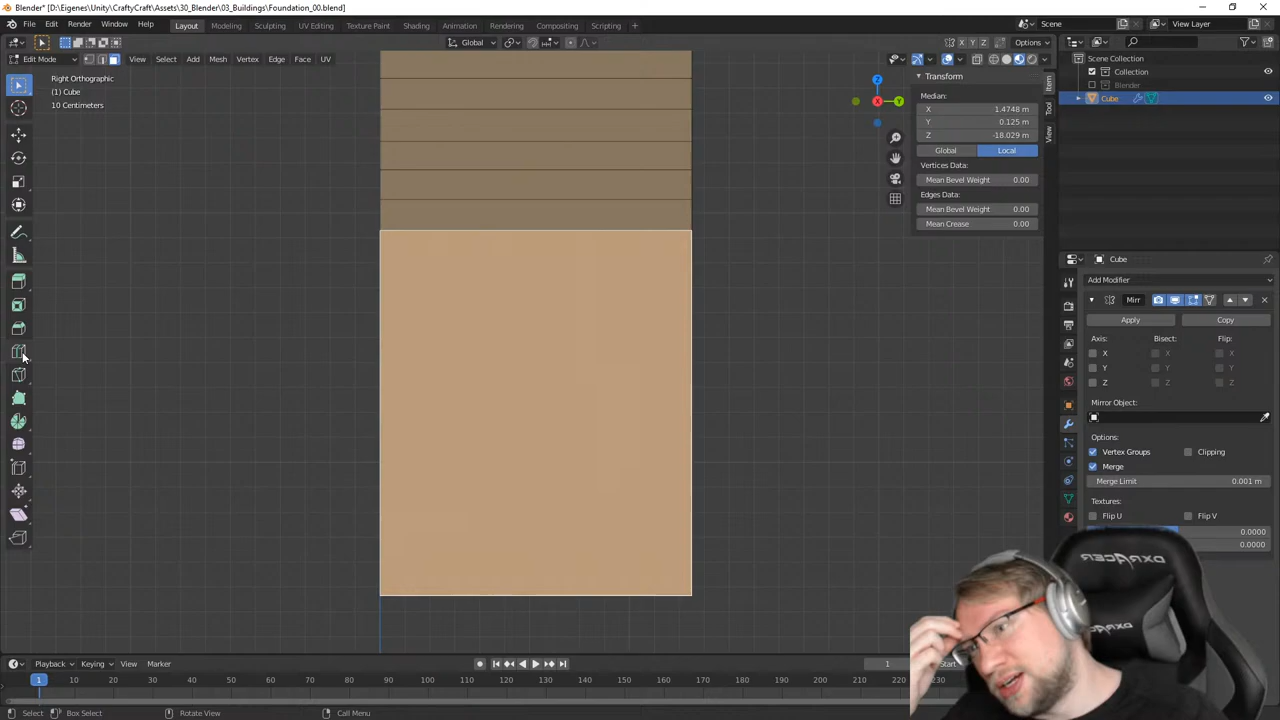 Blender* [D:\Eigenes\Unity\CraftyCraft\Assets\30_Blender\03_Buildings\Foundation_00.blend]
File Edit Render Window Help Layout Modeling Sculpting UV Editing Texture Paint Shading Animation Rendering Compositing Scripting Scene View Layer
Global X Y Z Options
Edit Mode View Select Add Mesh Vertex Edge Face UV
Right Orthographic
(1) Cube
10 Centimeters
Transform
Median:
X 1.4748 m
Y 0.125 m
Z -18.029 m
Global Local
Vertices Data:
Mean Bevel Weight 0.00
Edges Data:
Mean Bevel Weight 0.00
Mean Crease 0.00
Item
Tool
View
Z
X
Y
Scene Collection
Collection
Blender
Cube
Cube
Add Modifier
Mirr
Apply Copy
Axis: Bisect: Flip:
X X X
Y Y Y
Z Z Z
Mirror Object:
Options:
Vertex Groups Clipping
Merge
Merge Limit 0.001 m
Textures:
Flip U Flip V
0.0000
0.0000
DXRACER
DXRACER
Playback Keying View Marker 1 Start
1 10 20 30 40 50 60 70 80 90 100 110 120 130 140 150 160 170 180 190 200 210 220 230
Select Box Select Rotate View Call Menu